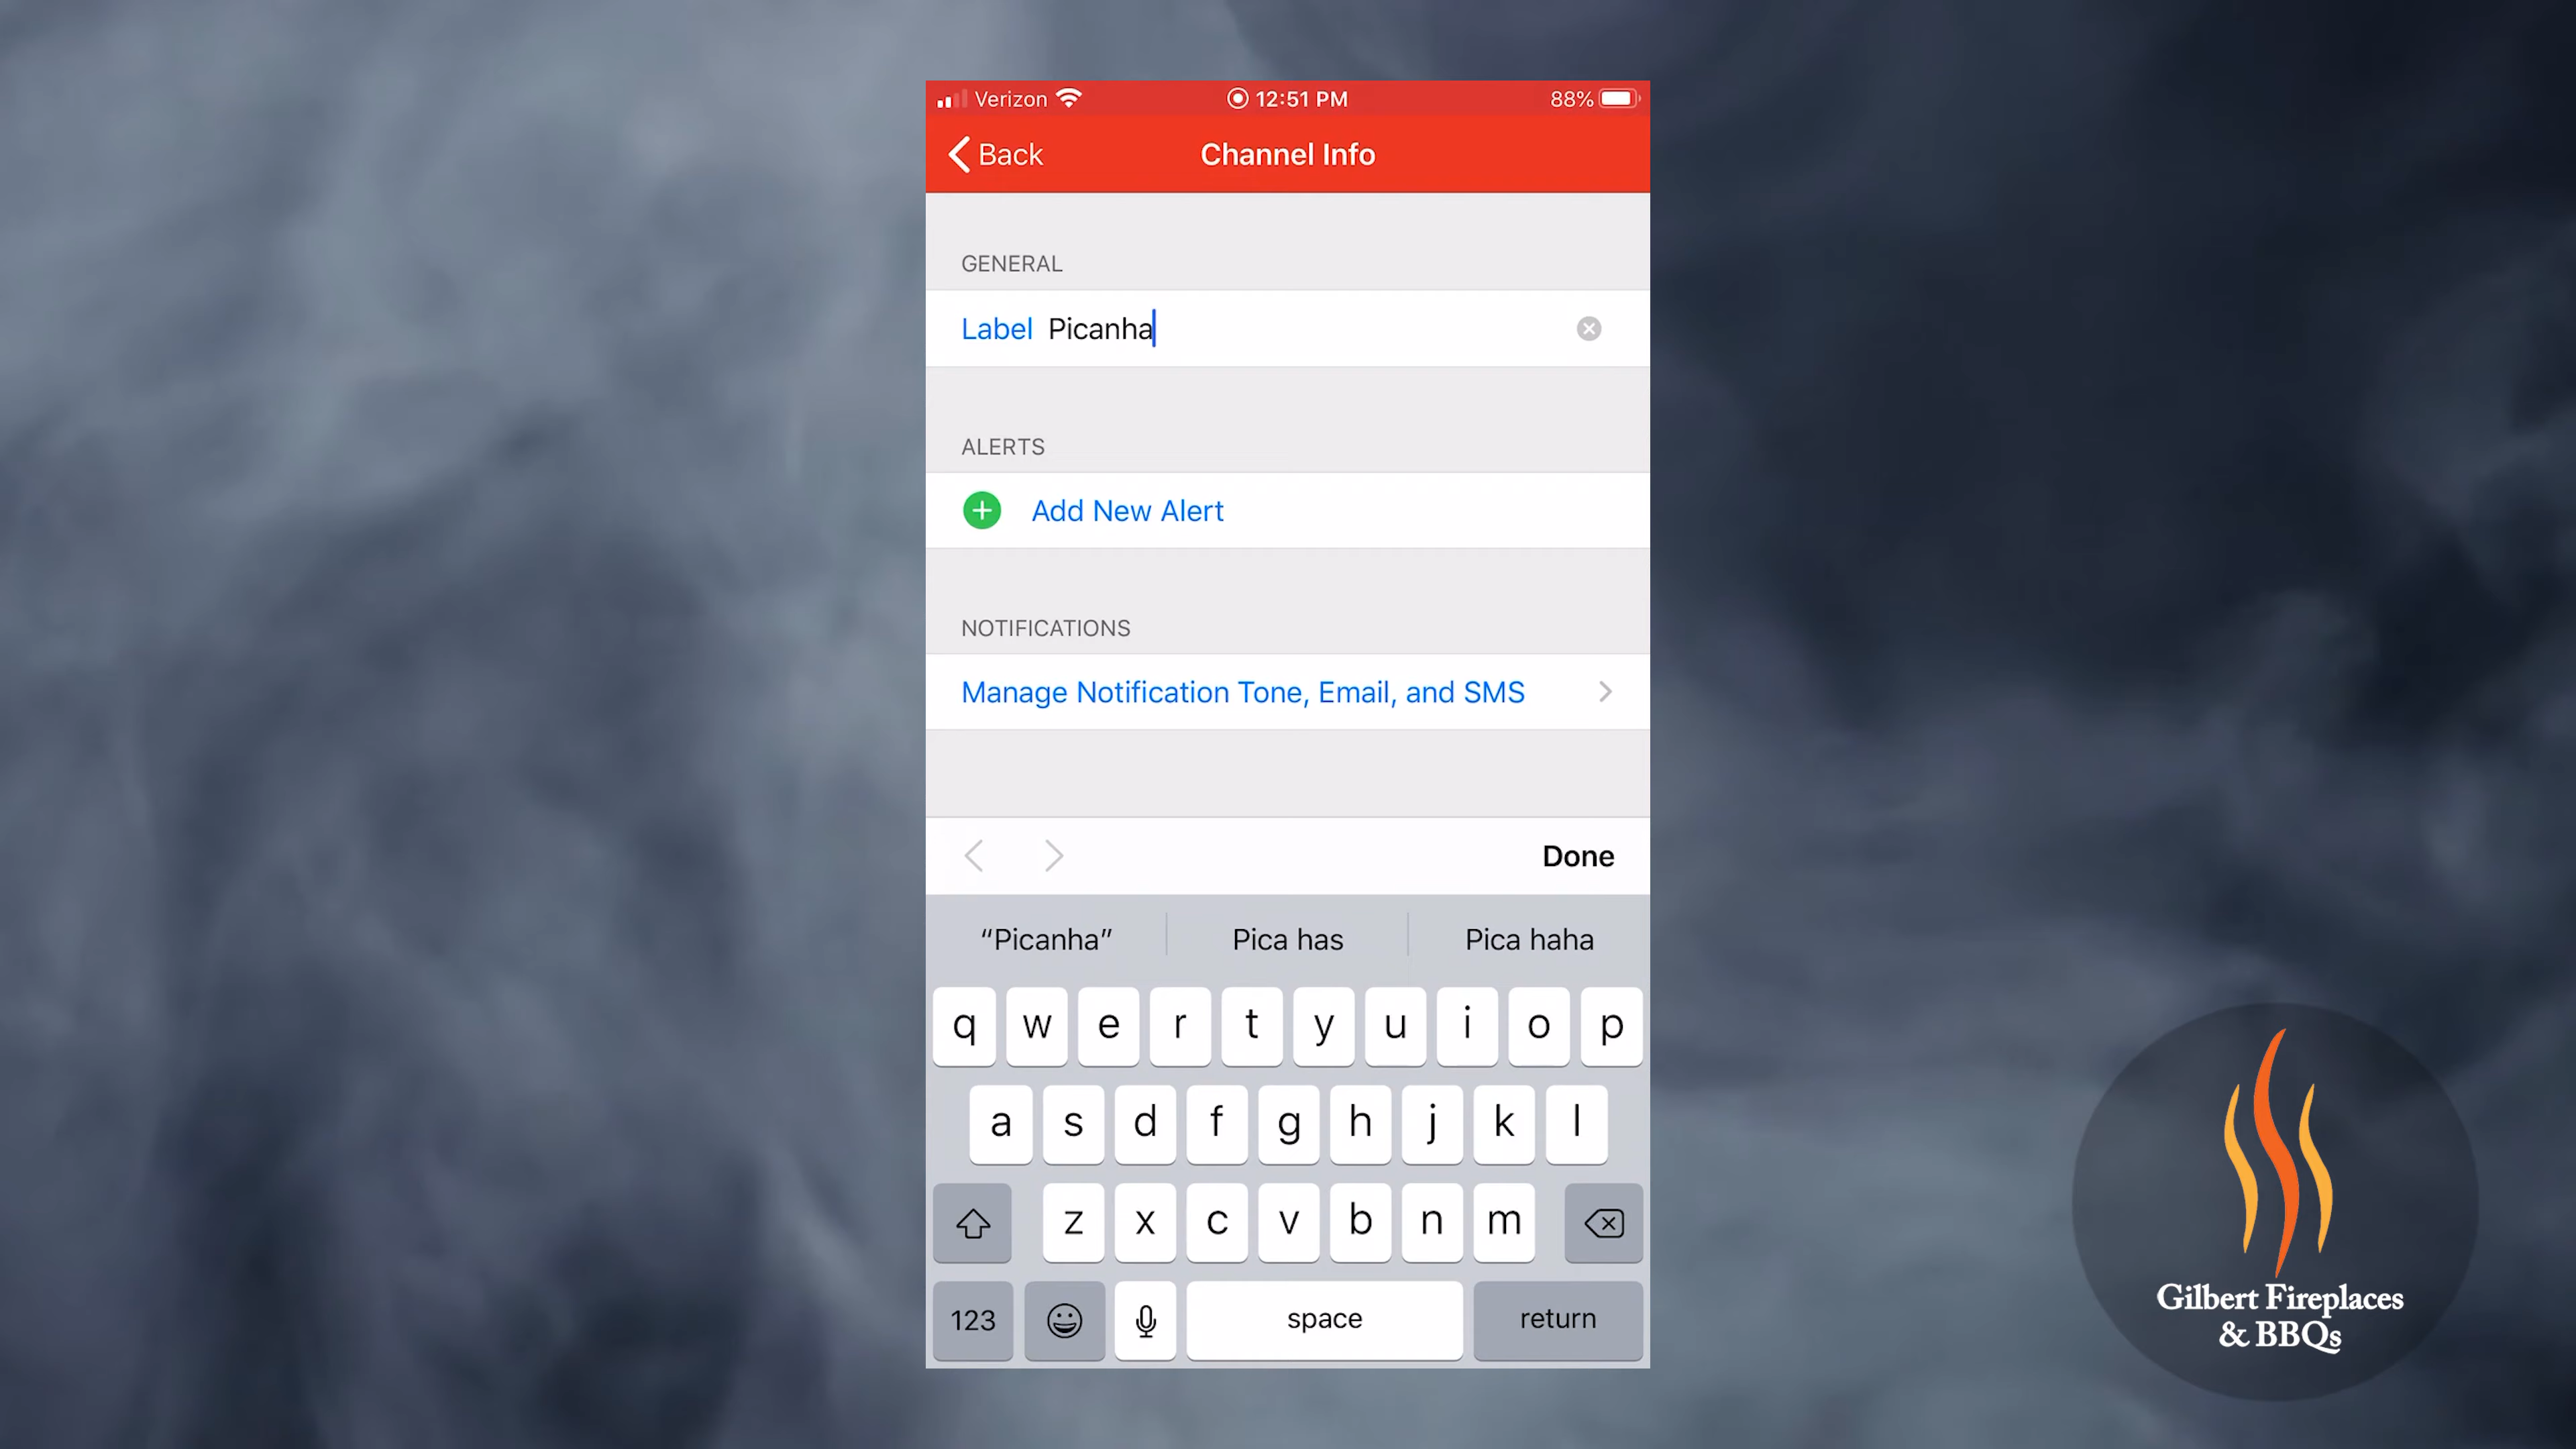 Verizon 12:51 PM 88%
Back Channel Info
GENERAL
Label Picanha
ALERTS
Add New Alert
NOTIFICATIONS
Manage Notification Tone, Email, and SMS
Done
“Picanha” Pica has Pica haha
q w e r t y u i o p
a s d f g h j k l
z x c v b n m
123 space return
Gilbert Fireplaces
& BBQs